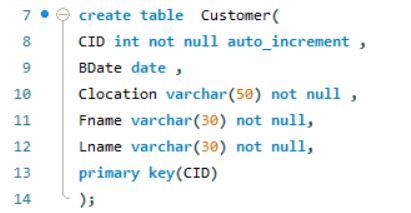 7 create table  Customer(
8 CID int not null auto_increment ,
9 BDate date ,
10 Clocation varchar(50) not null ,
11 Fname varchar(30) not null,
12 Lname varchar(30) not null,
13 primary key(CID)
14 );